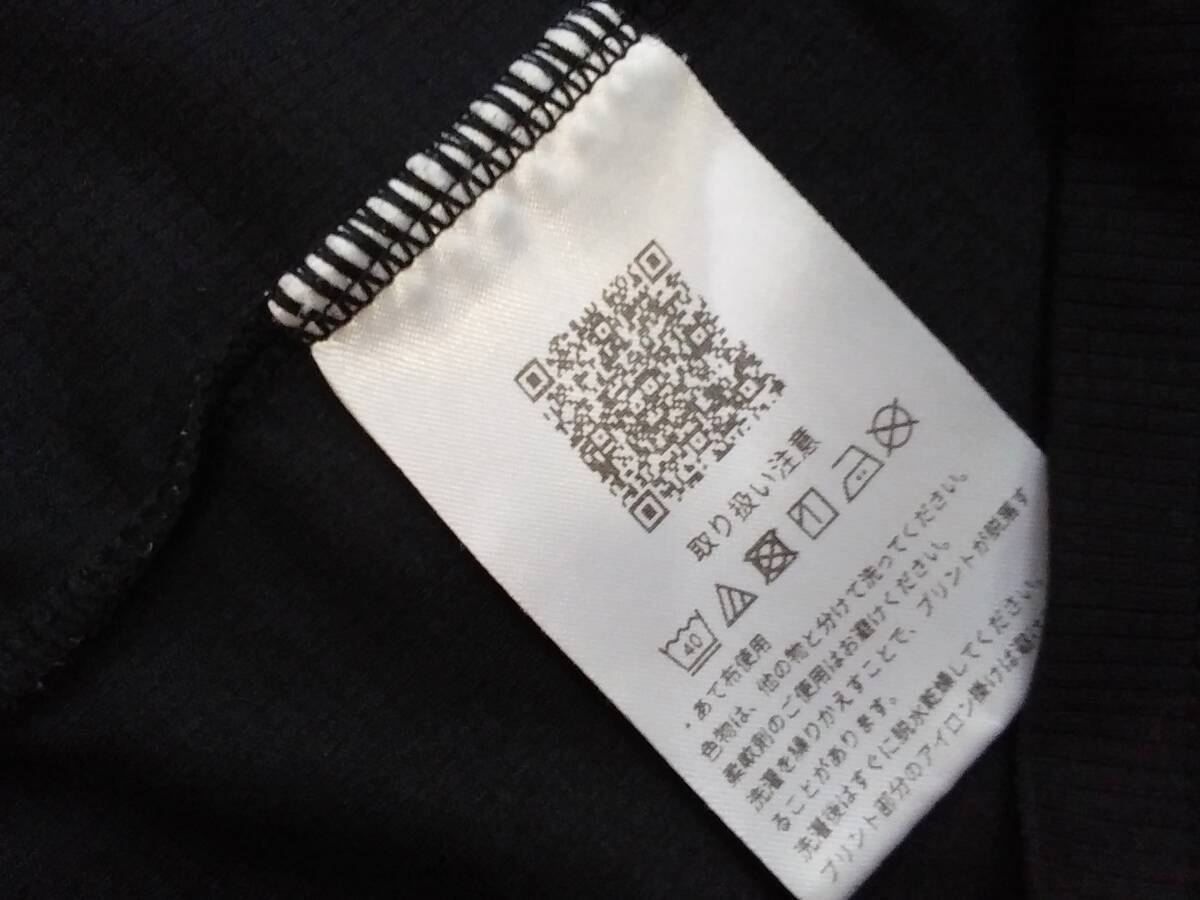 取り扱い注意
40
・あて布使用
色物は、他の物と分けて洗ってください。
柔軟剤のご使用はお避けください。
洗濯を繰りかえすことで、プリントが脱落す
ることがあります。
洗濯後はすぐに脱水乾燥してください。
プリント部分のアイロン掛けは避け